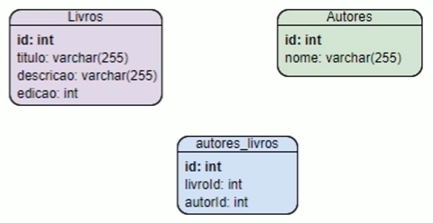 Livros
id: int
titulo: varchar(255)
descricao: varchar(255)
edicao: int
Autores
id: int
nome: varchar(255)
autores_livros
id: int
livroId: int
autorId: int